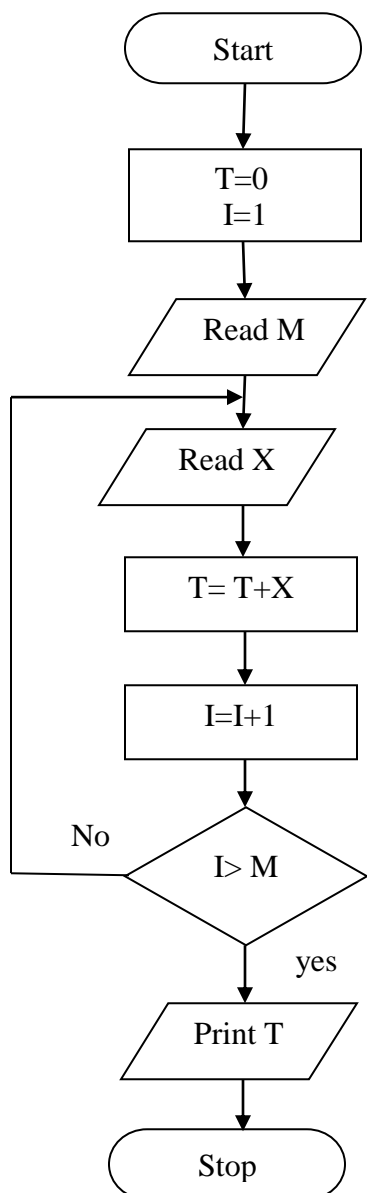 Start
T=0
I=1
Read M
Read X
T= T+X
I=I+1
No
I> M
yes
Print T
Stop